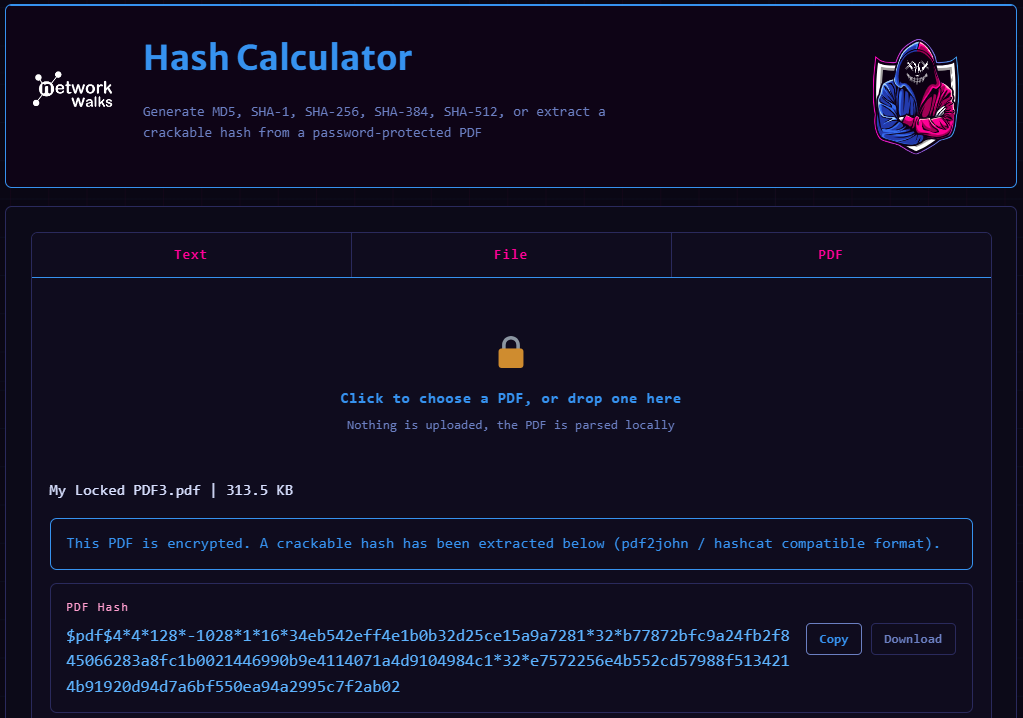 network
Walks
Hash Calculator
Generate MD5, SHA-1, SHA-256, SHA-384, SHA-512, or extract a
crackable hash from a password-protected PDF
Text
File
PDF
Click to choose a PDF, or drop one here
Nothing is uploaded, the PDF is parsed locally
My Locked PDF3.pdf | 313.5 KB
This PDF is encrypted. A crackable hash has been extracted below (pdf2john / hashcat compatible format).
PDF Hash
$pdf$4*4*128*-1028*1*16*34eb542eff4e1b0b32d25ce15a9a7281*32*b77872bfc9a24fb2f8
45066283a8fc1b0021446990b9e4114071a4d9104984c1*32*e7572256e4b552cd57988f513421
4b91920d94d7a6bf550ea94a2995c7f2ab02
Copy
Download